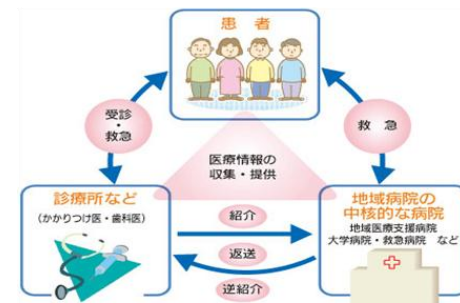 患者
受診
・
救急
救急
医療情報の
収集・提供
診療所など
(かかりつけ医・歯科医)
紹介
返送
逆紹介
地域病院の
中核的な病院
地域医療支援病院
大学病院・救急病院 など